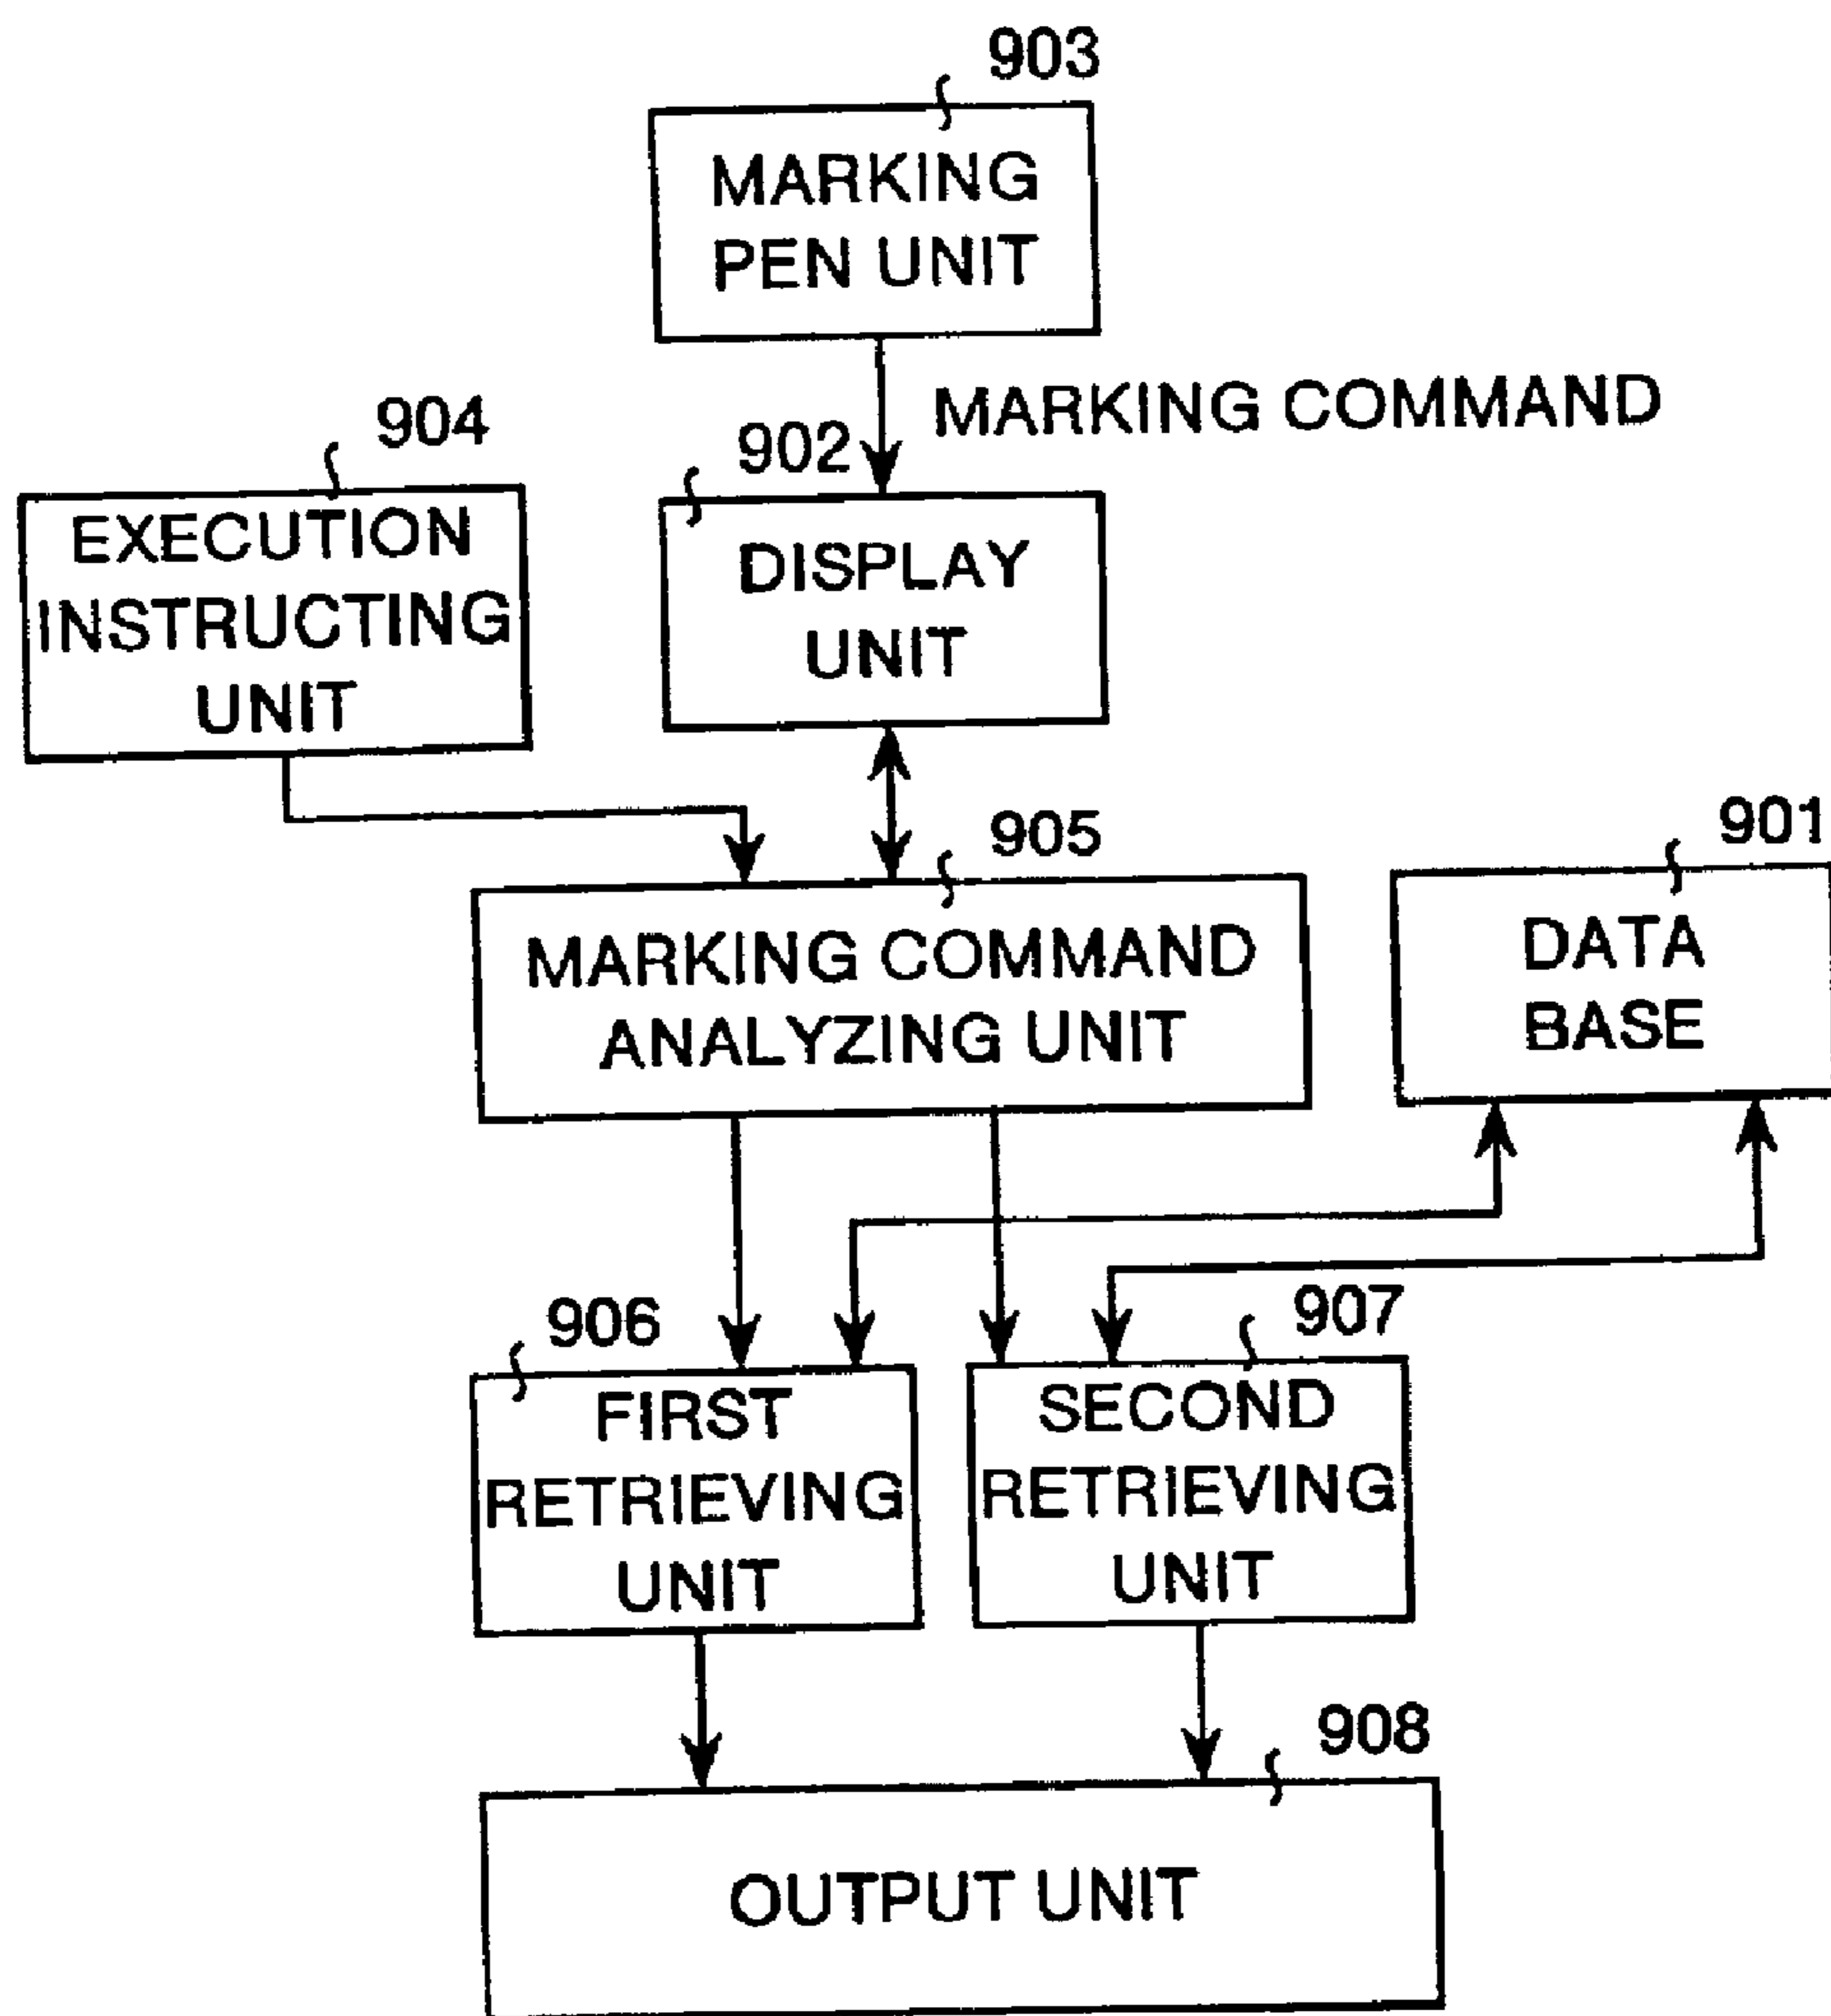 903
MARKING
PEN UNIT
MARKING COMMAND
904
902
EXECUTION
INSTRUCTING
UNIT
DISPLAY
UNIT
905
901
MARKING COMMAND
ANALYZING UNIT
DATA
BASE
906
907
FIRST
RETRIEVING
UNIT
SECOND
RETRIEVING
UNIT
908
OUTPUT UNIT